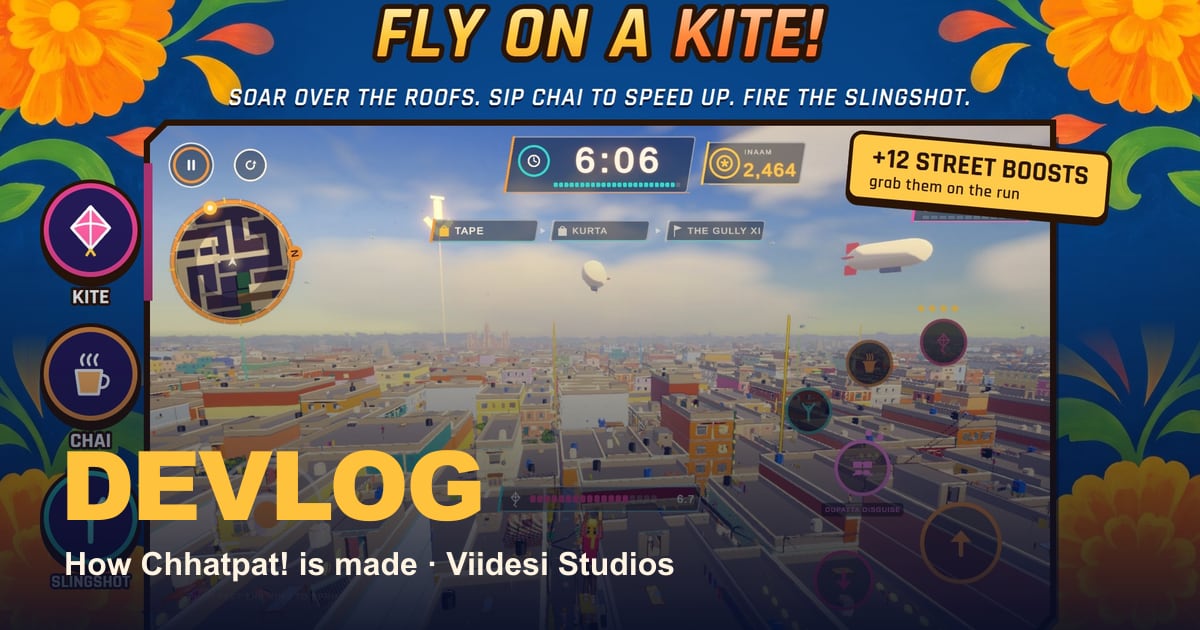 FLY ON A KITE!
SOAR OVER THE ROOFS. SIP CHAI TO SPEED UP. FIRE THE SLINGSHOT.
+12 STREET BOOSTS
grab them on the run
6:06
INAAM
2,464
TAPE
KURTA
THE GULLY XI
N
KITE
CHAI
SLINGSHOT
6:7
DUPATTA DISGUISE
DEVLOG
How Chhatpat! is made · Viidesi Studios